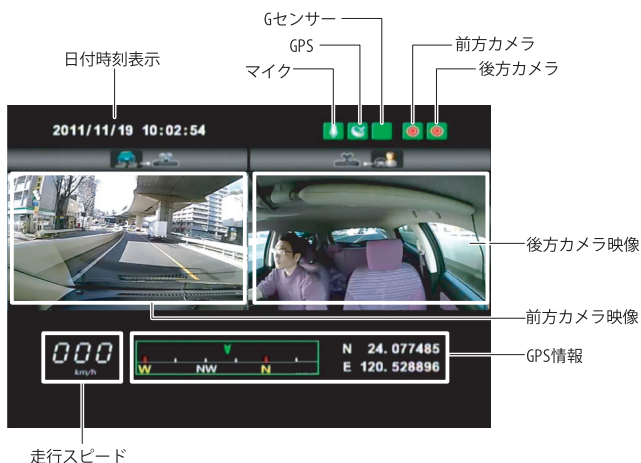 Gセンサー
GPS
前方カメラ
日付時刻表示
マイク
後方カメラ
2011/11/19 10:02:54
後方カメラ映像
前方カメラ映像
000
km/h
W NW N
N 24.077485
E 120.528896
GPS情報
走行スピード